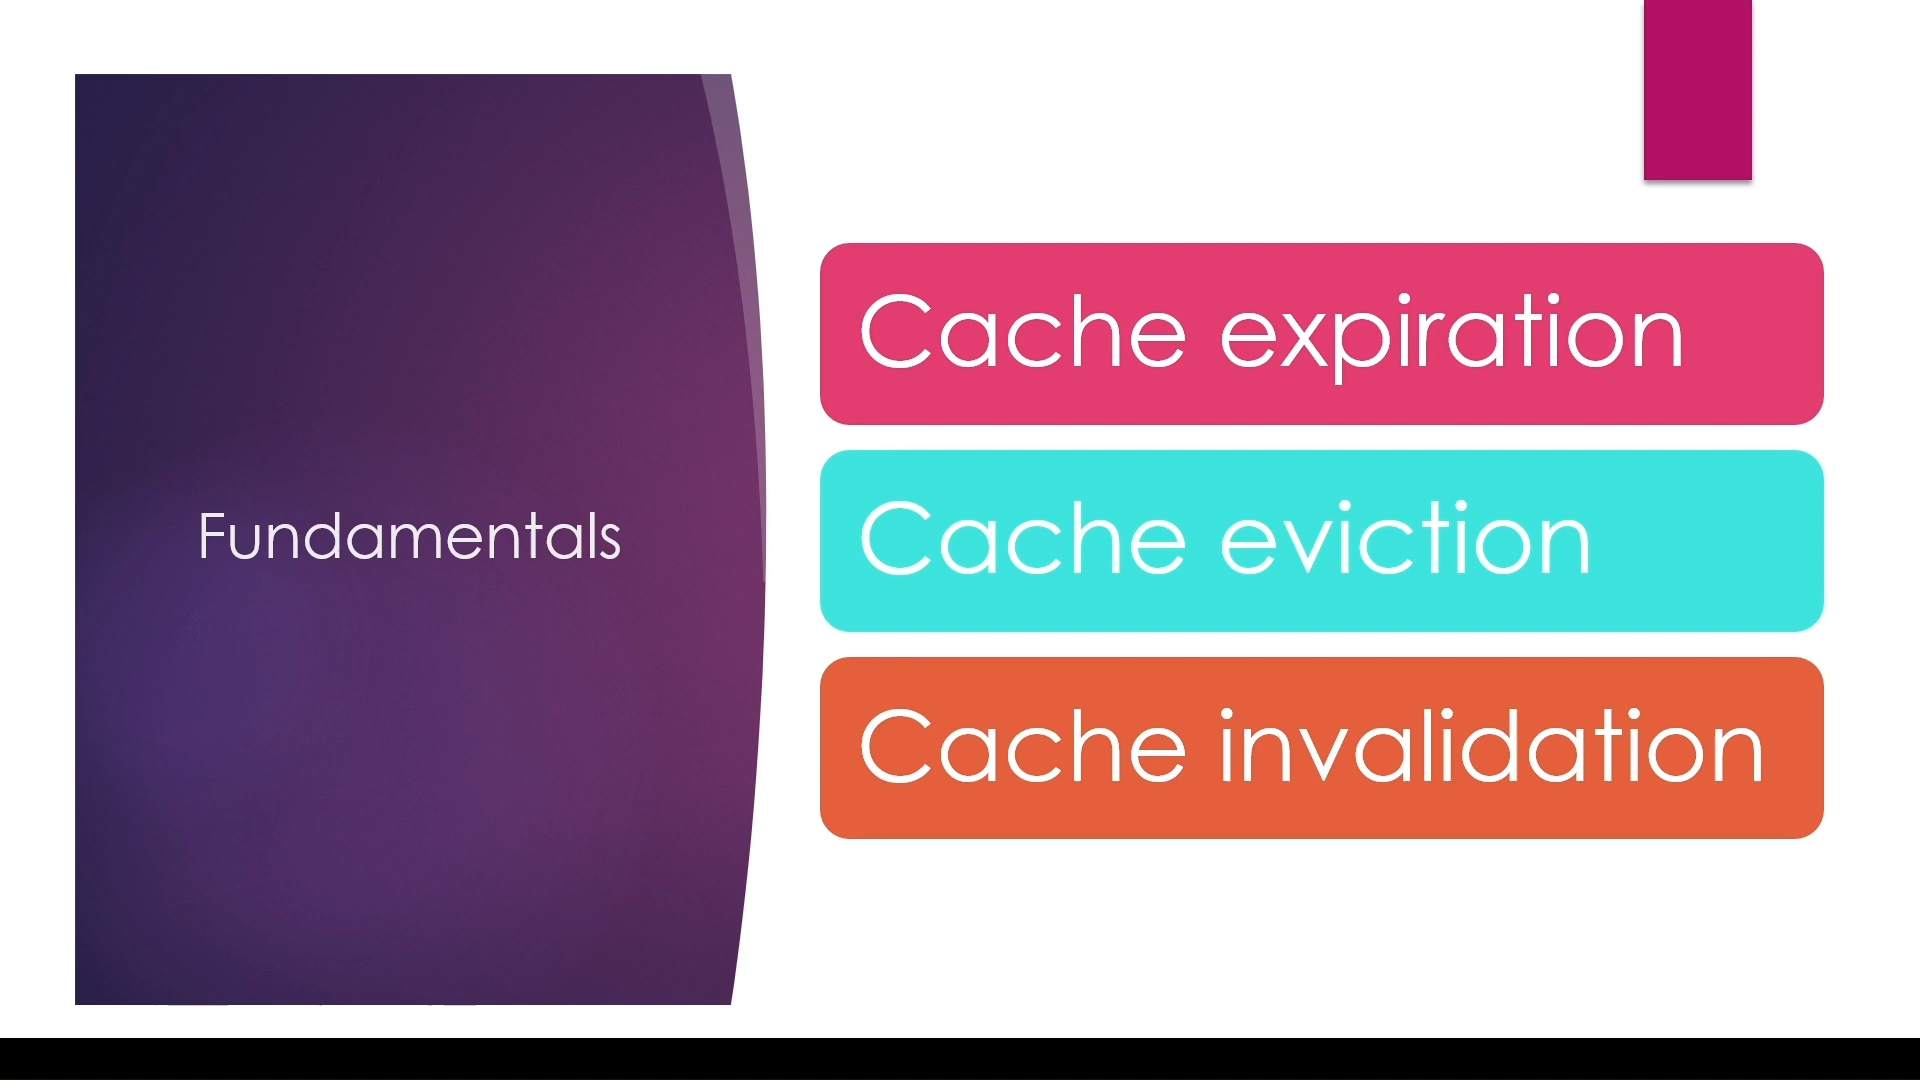 Fundamentals
Cache expiration
Cache eviction
Cache invalidation